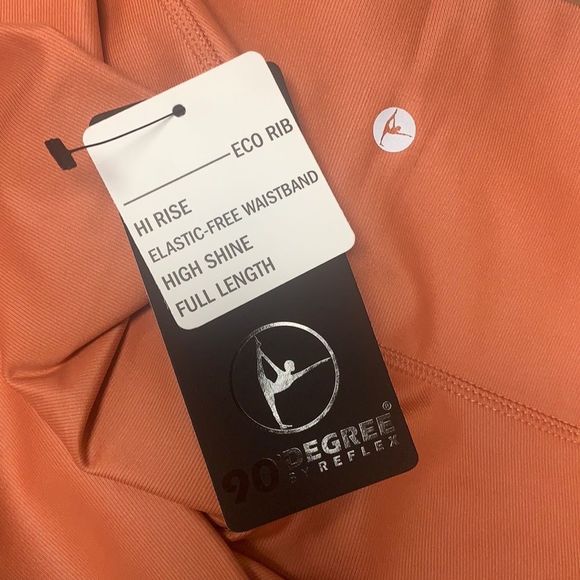 ECO RIB
HI RISE
ELASTIC-FREE WAISTBAND
HIGH SHINE
FULL LENGTH
90 DEGREE®
BY REFLEX